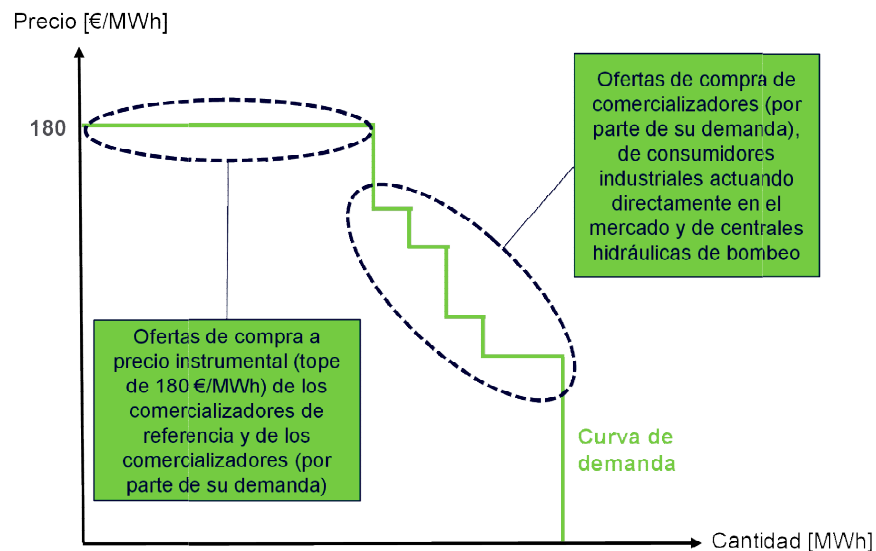 Precio [€/MWh]
180
Ofertas de compra de
comercializadores (por
parte de su demanda),
de consumidores
industriales actuando
directamente en el
mercado y de centrales
hidráulicas de bombeo
Ofertas de compra a
precio instrumental (tope
de 180 €/MWh) de los
comercializadores de
referencia y de los
comercializadores (por
parte de su demanda)
Curva de
demanda
Cantidad [MWh]